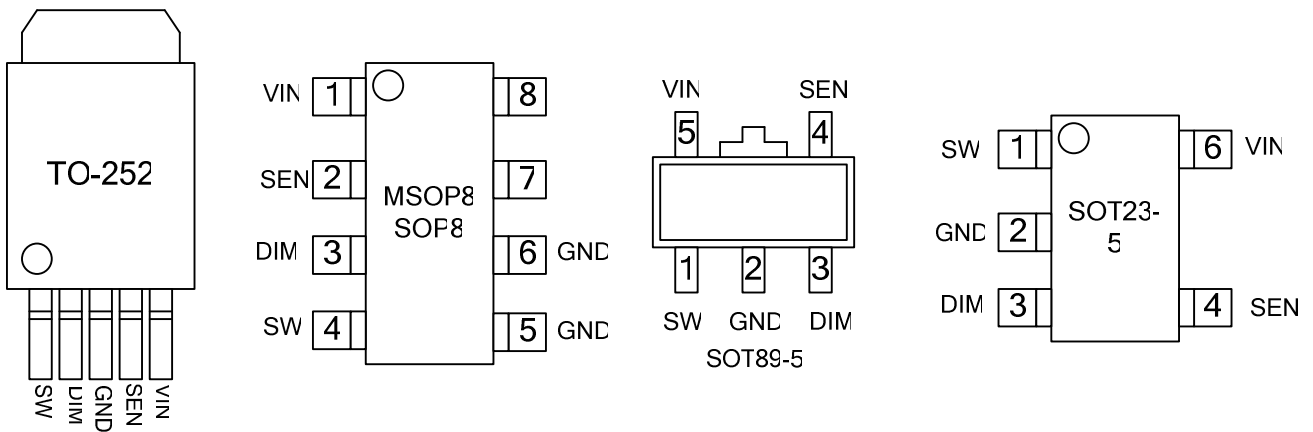 TO-252
SW
DIM
GND
SEN
VIN
VIN 1
8
SEN 2
7
MSOP8
SOP8
DIM 3
6 GND
SW 4
5 GND
VIN
SEN
5
4
1
2
3
SW
GND
DIM
SOT89-5
SW 1
6 VIN
SOT23-
5
GND 2
DIM 3
4 SEN